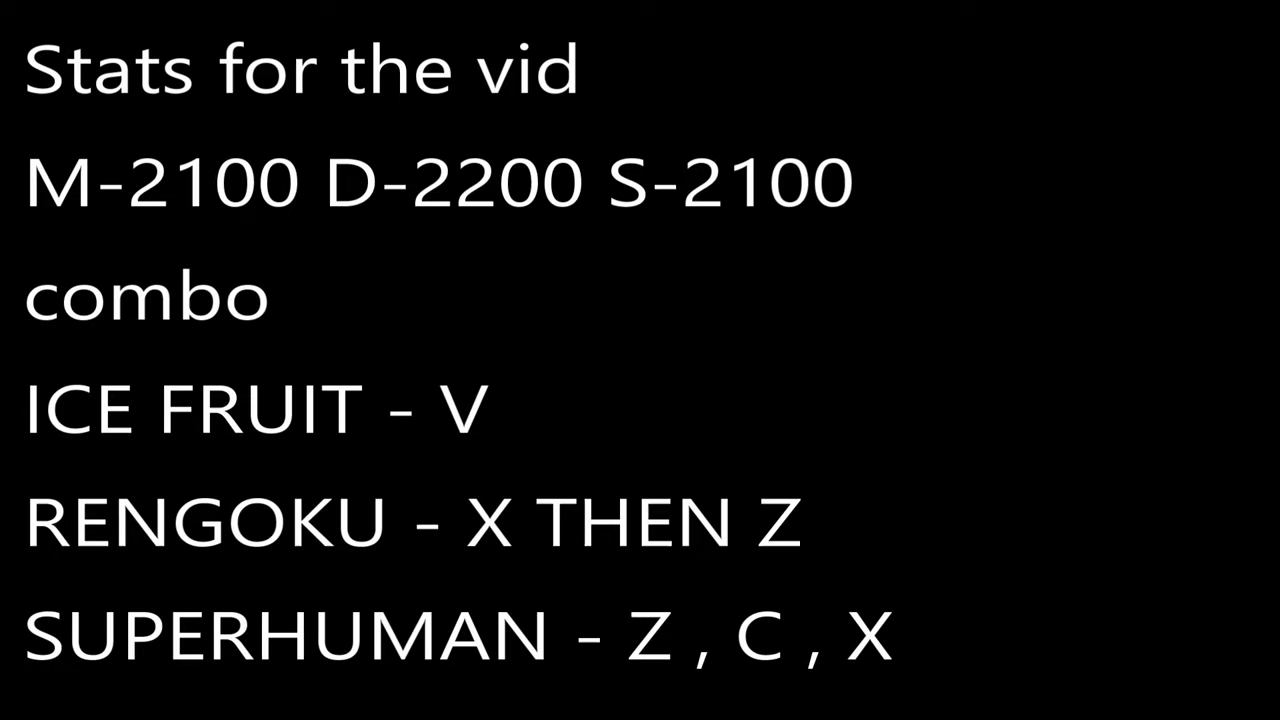 Stats for the vid
M-2100 D-2200 S-2100
combo
ICE FRUIT - V
RENGOKU - X THEN Z
SUPERHUMAN - Z , C , X